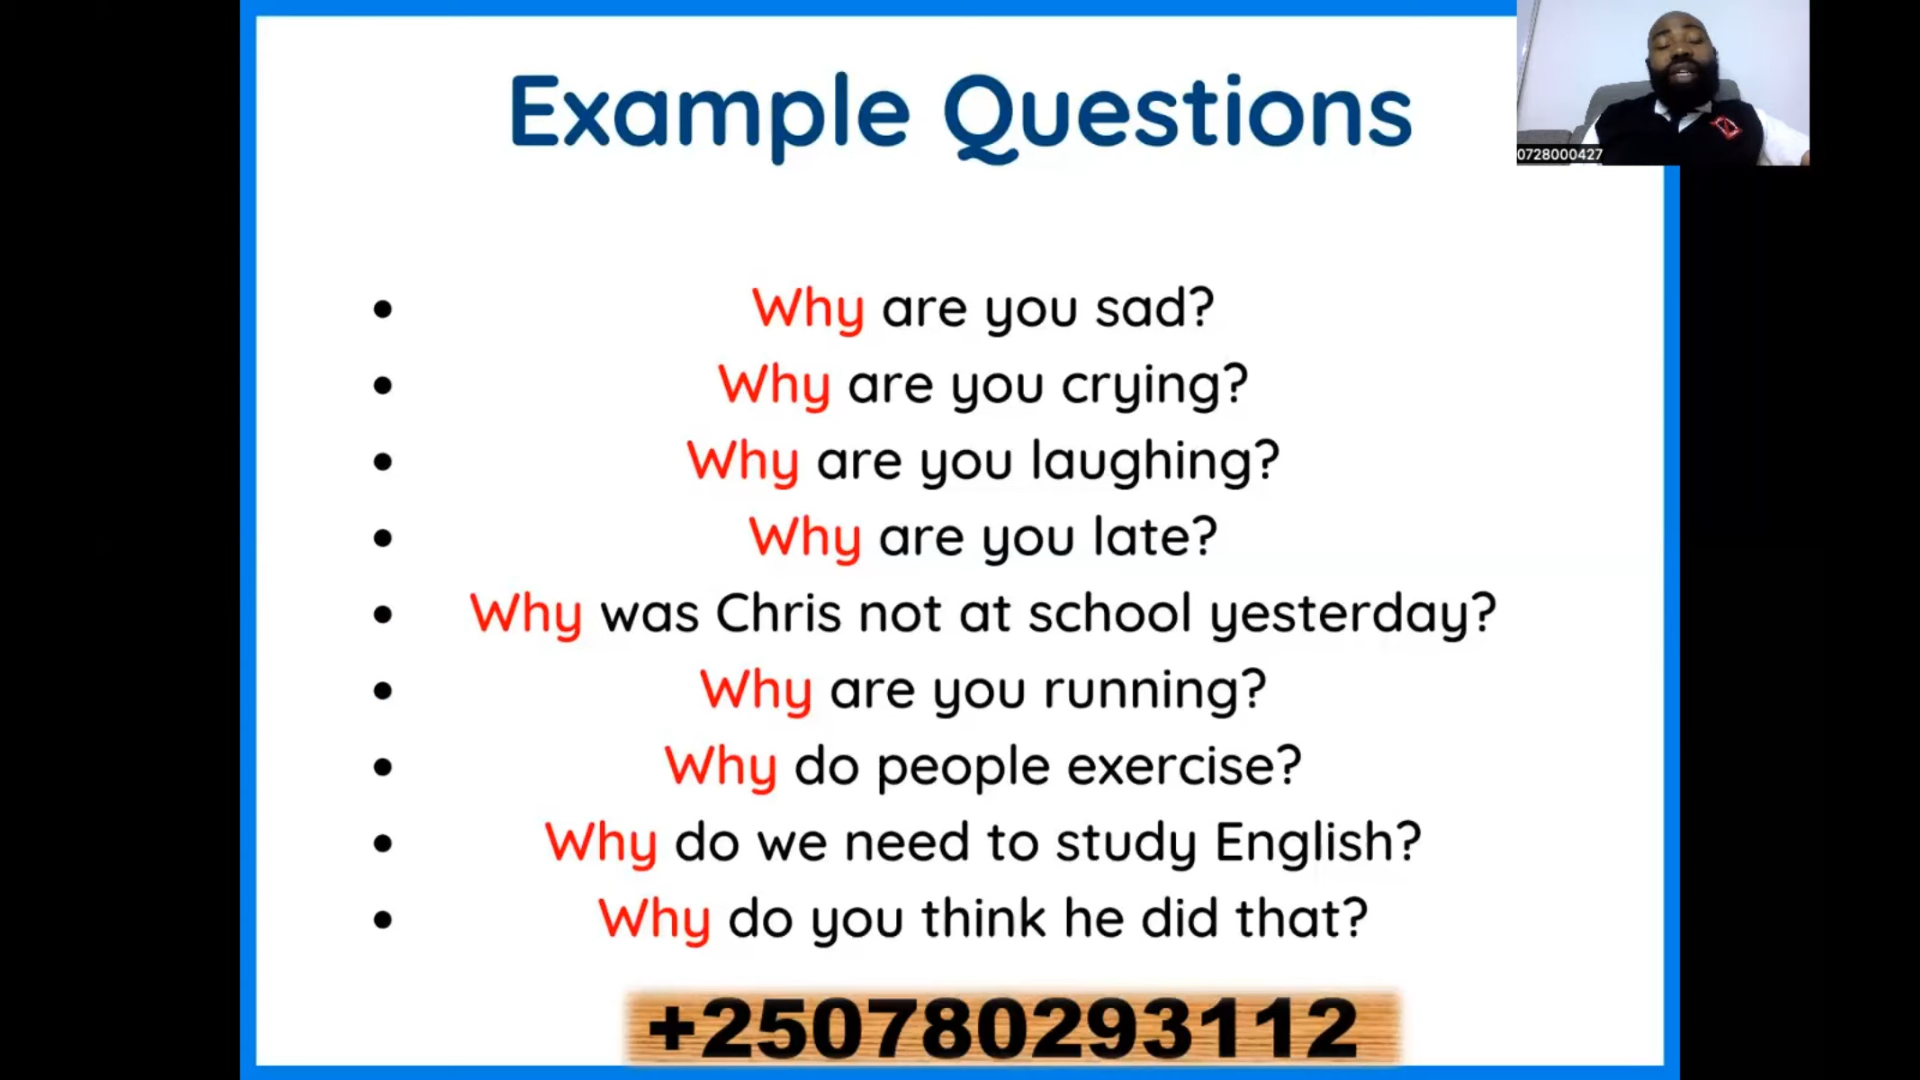 Example Questions
0728000427
• Why are you sad?
• Why are you crying?
• Why are you laughing?
• Why are you late?
• Why was Chris not at school yesterday?
• Why are you running?
• Why do people exercise?
• Why do we need to study English?
• Why do you think he did that?
+250780293112